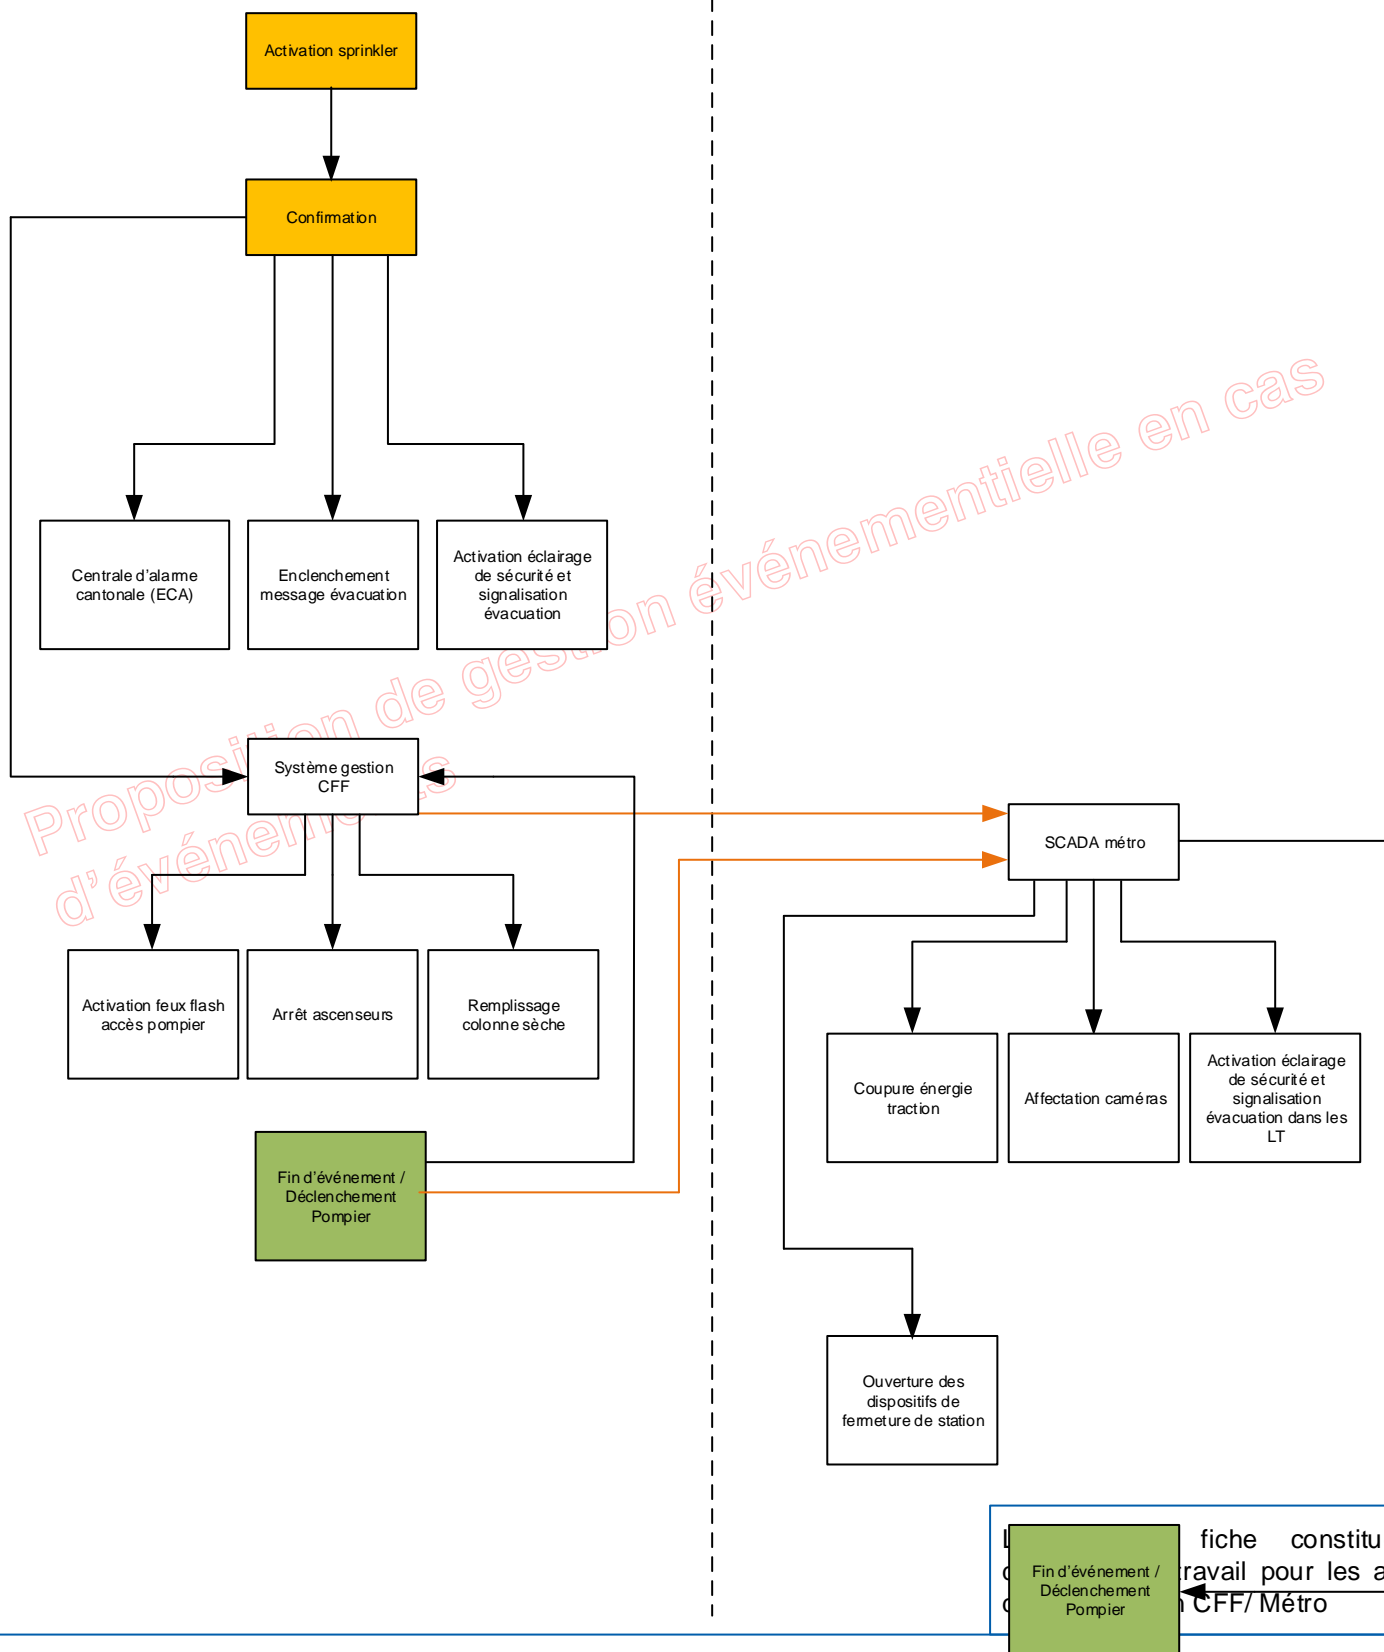 Activation sprinkler
Confirmation
Centrale d'alarme
cantonale (ECA)
Enclenchement
message évacuation
Activation éclairage
de sécurité et
signalisation
évacuation
Proposition de gestion événementielle en cas
d'événements
Système gestion
CFF
SCADA métro
Activation feux flash
accès pompier
Arrêt ascenseurs
Remplissage
colonne sèche
Coupure énergie
traction
Affectation caméras
Activation éclairage
de sécurité et
signalisation
évacuation dans les
LT
Fin d'événement /
Déclenchement
Pompier
Ouverture des
dispositifs de
fermeture de station
fiche constitu
travail pour les a
CFF/ Métro
Fin d'événement /
Déclenchement
Pompier